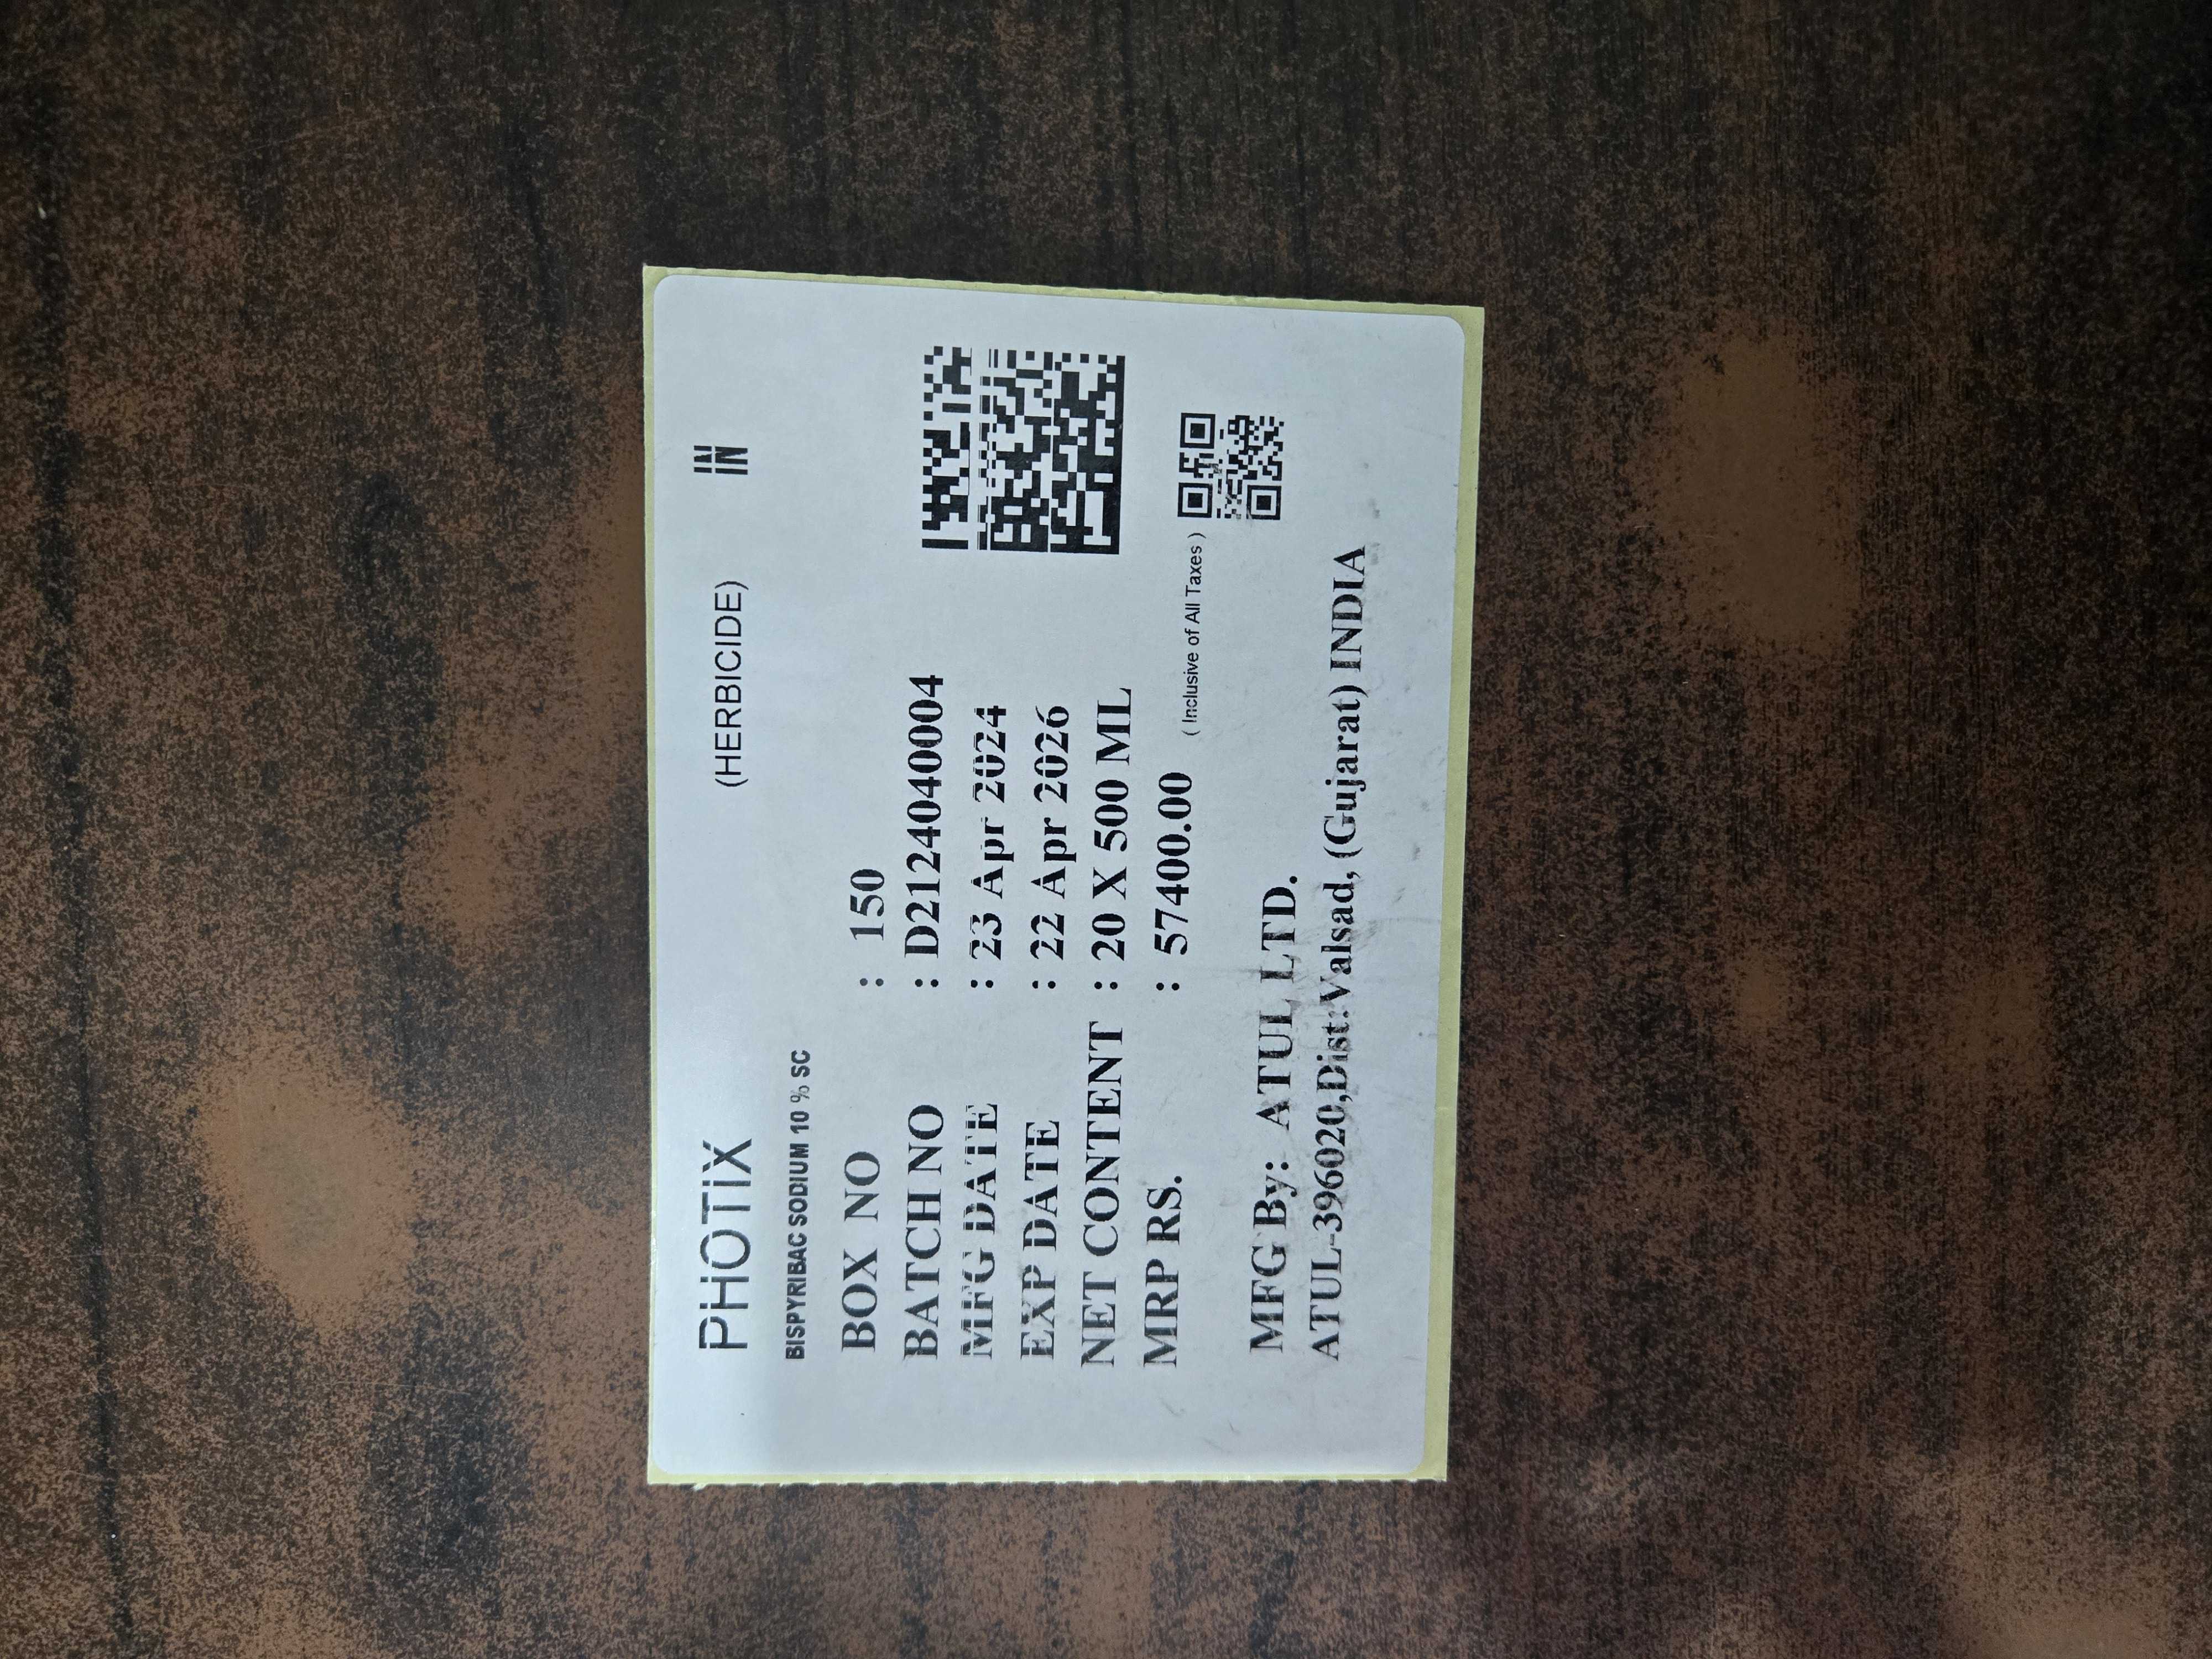 PHOTIX (HERBICIDE) IN
BISPYRIBAC SODIUM 10 % SC
BOX NO : 150
BATCH NO : D2124040004
MFG DATE : 23 Apr 2024
EXP DATE : 22 Apr 2026
NET CONTENT : 20 X 500 ML
MRP RS. : 57400.00 ( Inclusive of All Taxes )
MFG By: ATUL LTD.
ATUL-396020,Dist:Valsad, (Gujarat) INDIA